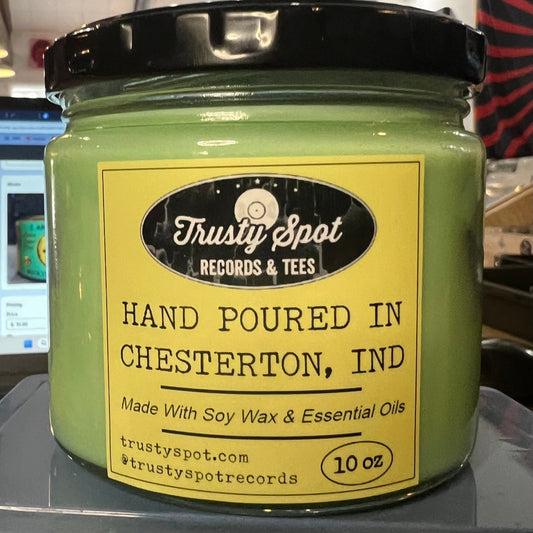 Trusty Spot
RECORDS & TEES
HAND POURED IN
CHESTERTON, IND
Made With Soy Wax & Essential Oils
trustyspot.com
@trustyspotrecords
10 oz